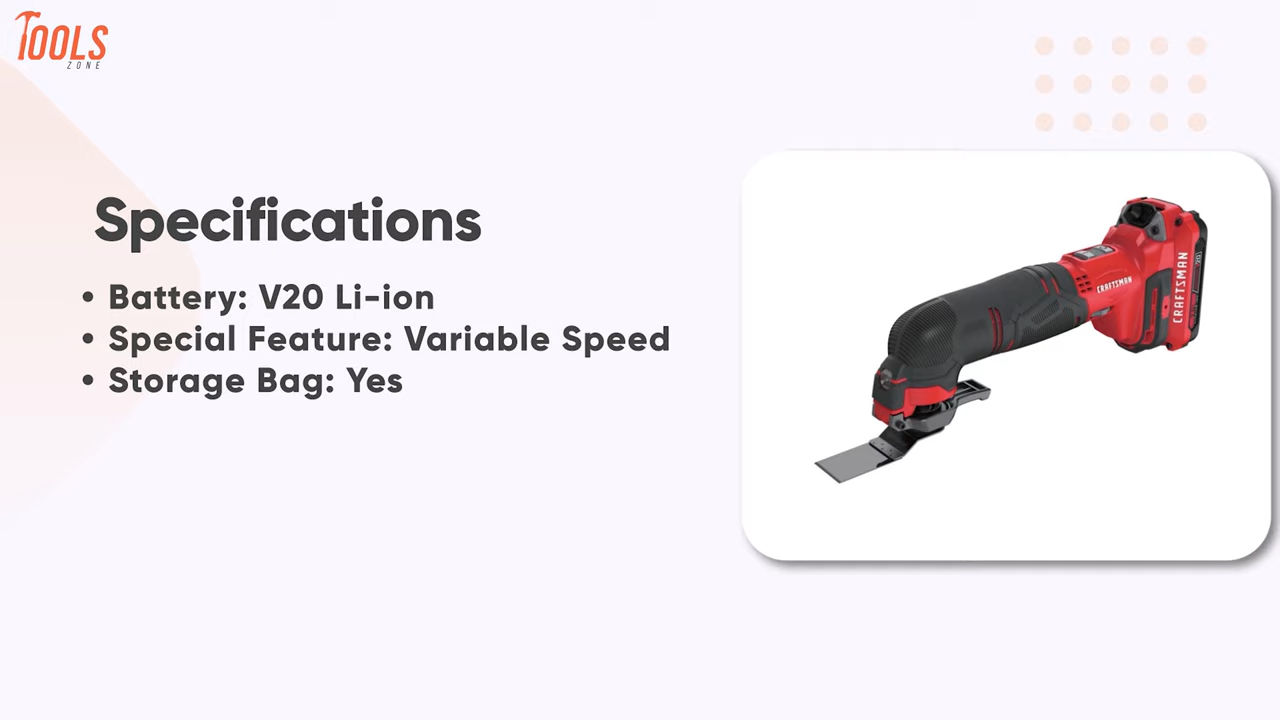 TOOLS
ZONE
Specifications
• Battery: V20 Li-ion
• Special Feature: Variable Speed
• Storage Bag: Yes
CRAFTSMAN
CRAFTSMAN